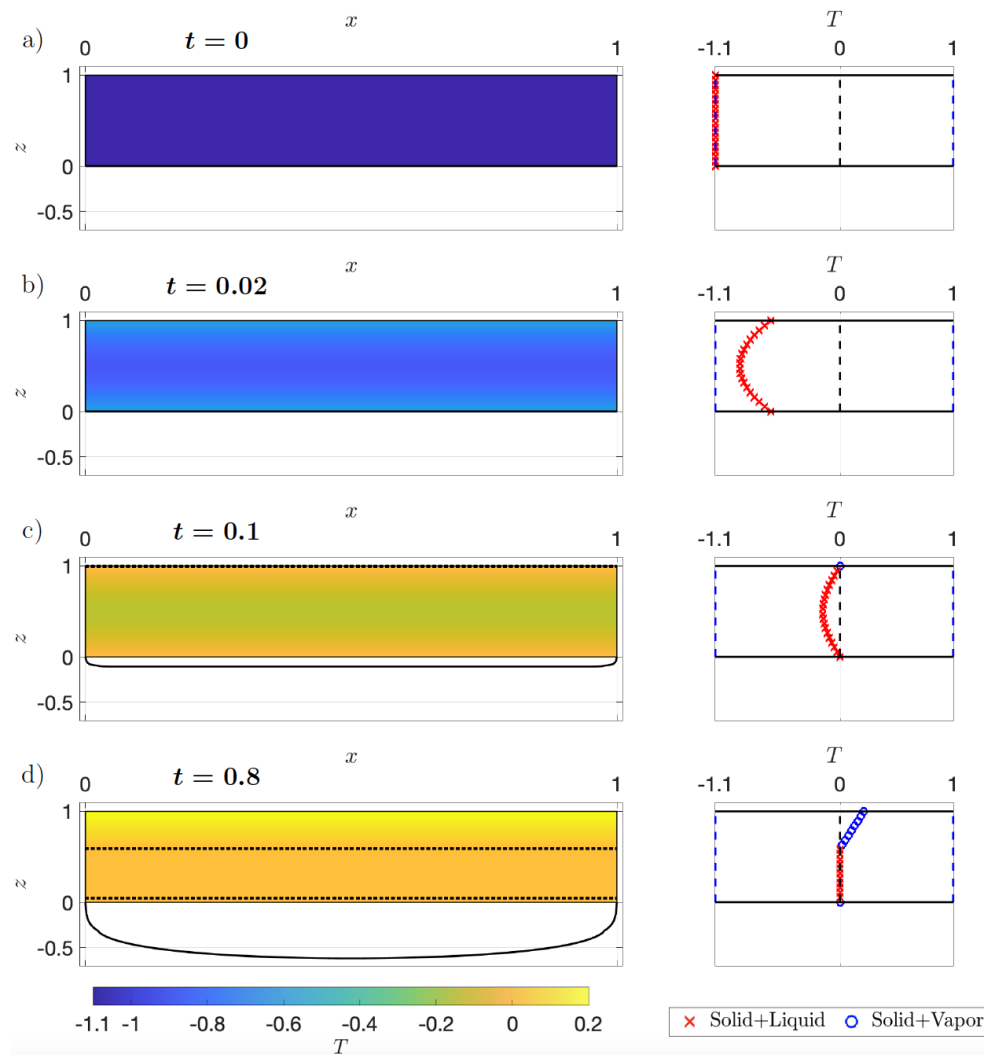 x T
a) t = 0
0 1 -1.1 0 1
1
z
0
-0.5
x T
b) t = 0.02
0 1 -1.1 0 1
1
z
0
-0.5
x T
c) t = 0.1
0 1 -1.1 0 1
1
z
0
-0.5
x T
d) t = 0.8
0 1 -1.1 0 1
1
z
0
-0.5
-1.1 -1 -0.8 -0.6 -0.4 -0.2 0 0.2
T
Solid+Liquid Solid+Vapor